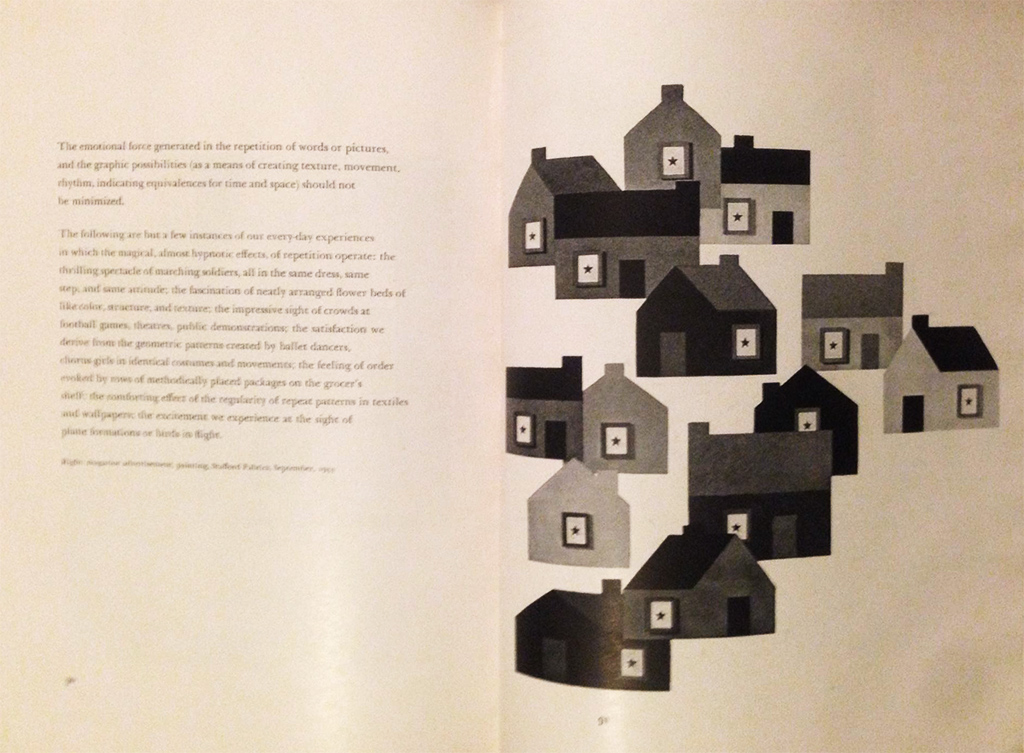 The emotional force generated in the repetition of words or pictures,
and the graphic possibilities (as a means of creating texture, movement,
rhythm, indicating equivalences for time and space) should not
be minimized.
The following are but a few instances of our every-day experiences
in which the magical, almost hypnotic effects, of repetition operate: the
thrilling spectacle of marching soldiers, all in the same dress, same
step, and same attitude; the fascination of neatly arranged flower beds of
like color, structure, and texture; the impressive sight of crowds at
football games, theatres, public demonstrations; the satisfaction we
derive from the geometric patterns created by ballet dancers,
chorus girls in identical costumes and movements; the feeling of order
evoked by rows of methodically placed packages on the grocer's
shelf; the comforting effect of the regularity of repeat patterns in textiles
and wallpapers; the excitement we experience at the sight of
plane formations or birds in flight.
Right: magazine advertisement, painting, Stafford Fabrics, September,
91